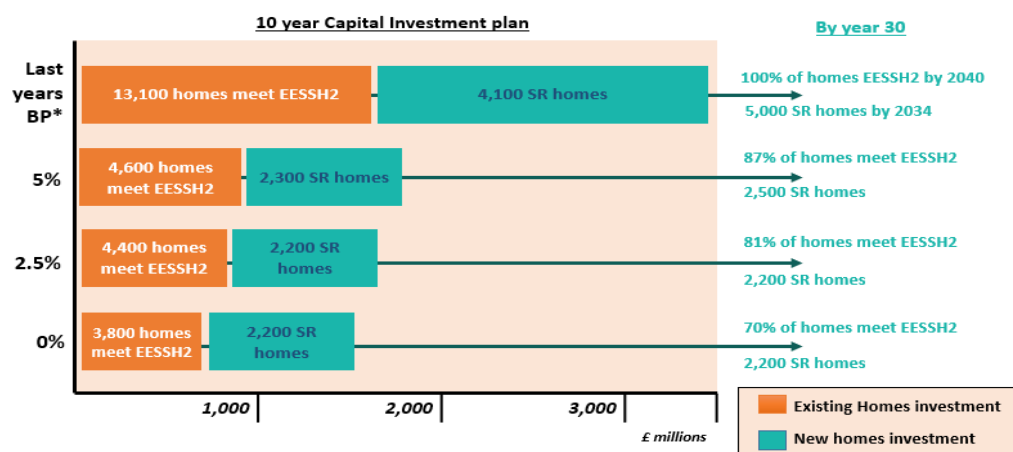 10 year Capital Investment plan
By year 30
Last
years
BP*
13,100 homes meet EESSH2
4,100 SR homes
100% of homes EESSH2 by 2040
5,000 SR homes by 2034
5%
4,600 homes
meet EESSH2
2,300 SR homes
87% of homes meet EESSH2
2,500 SR homes
2.5%
4,400 homes
meet EESSH2
2,200 SR
homes
81% of homes meet EESSH2
2,200 SR homes
0%
3,800 homes
meet EESSH2
2,200 SR
homes
70% of homes meet EESSH2
2,200 SR homes
1,000
2,000
3,000
£ millions
Existing Homes investment
New homes investment